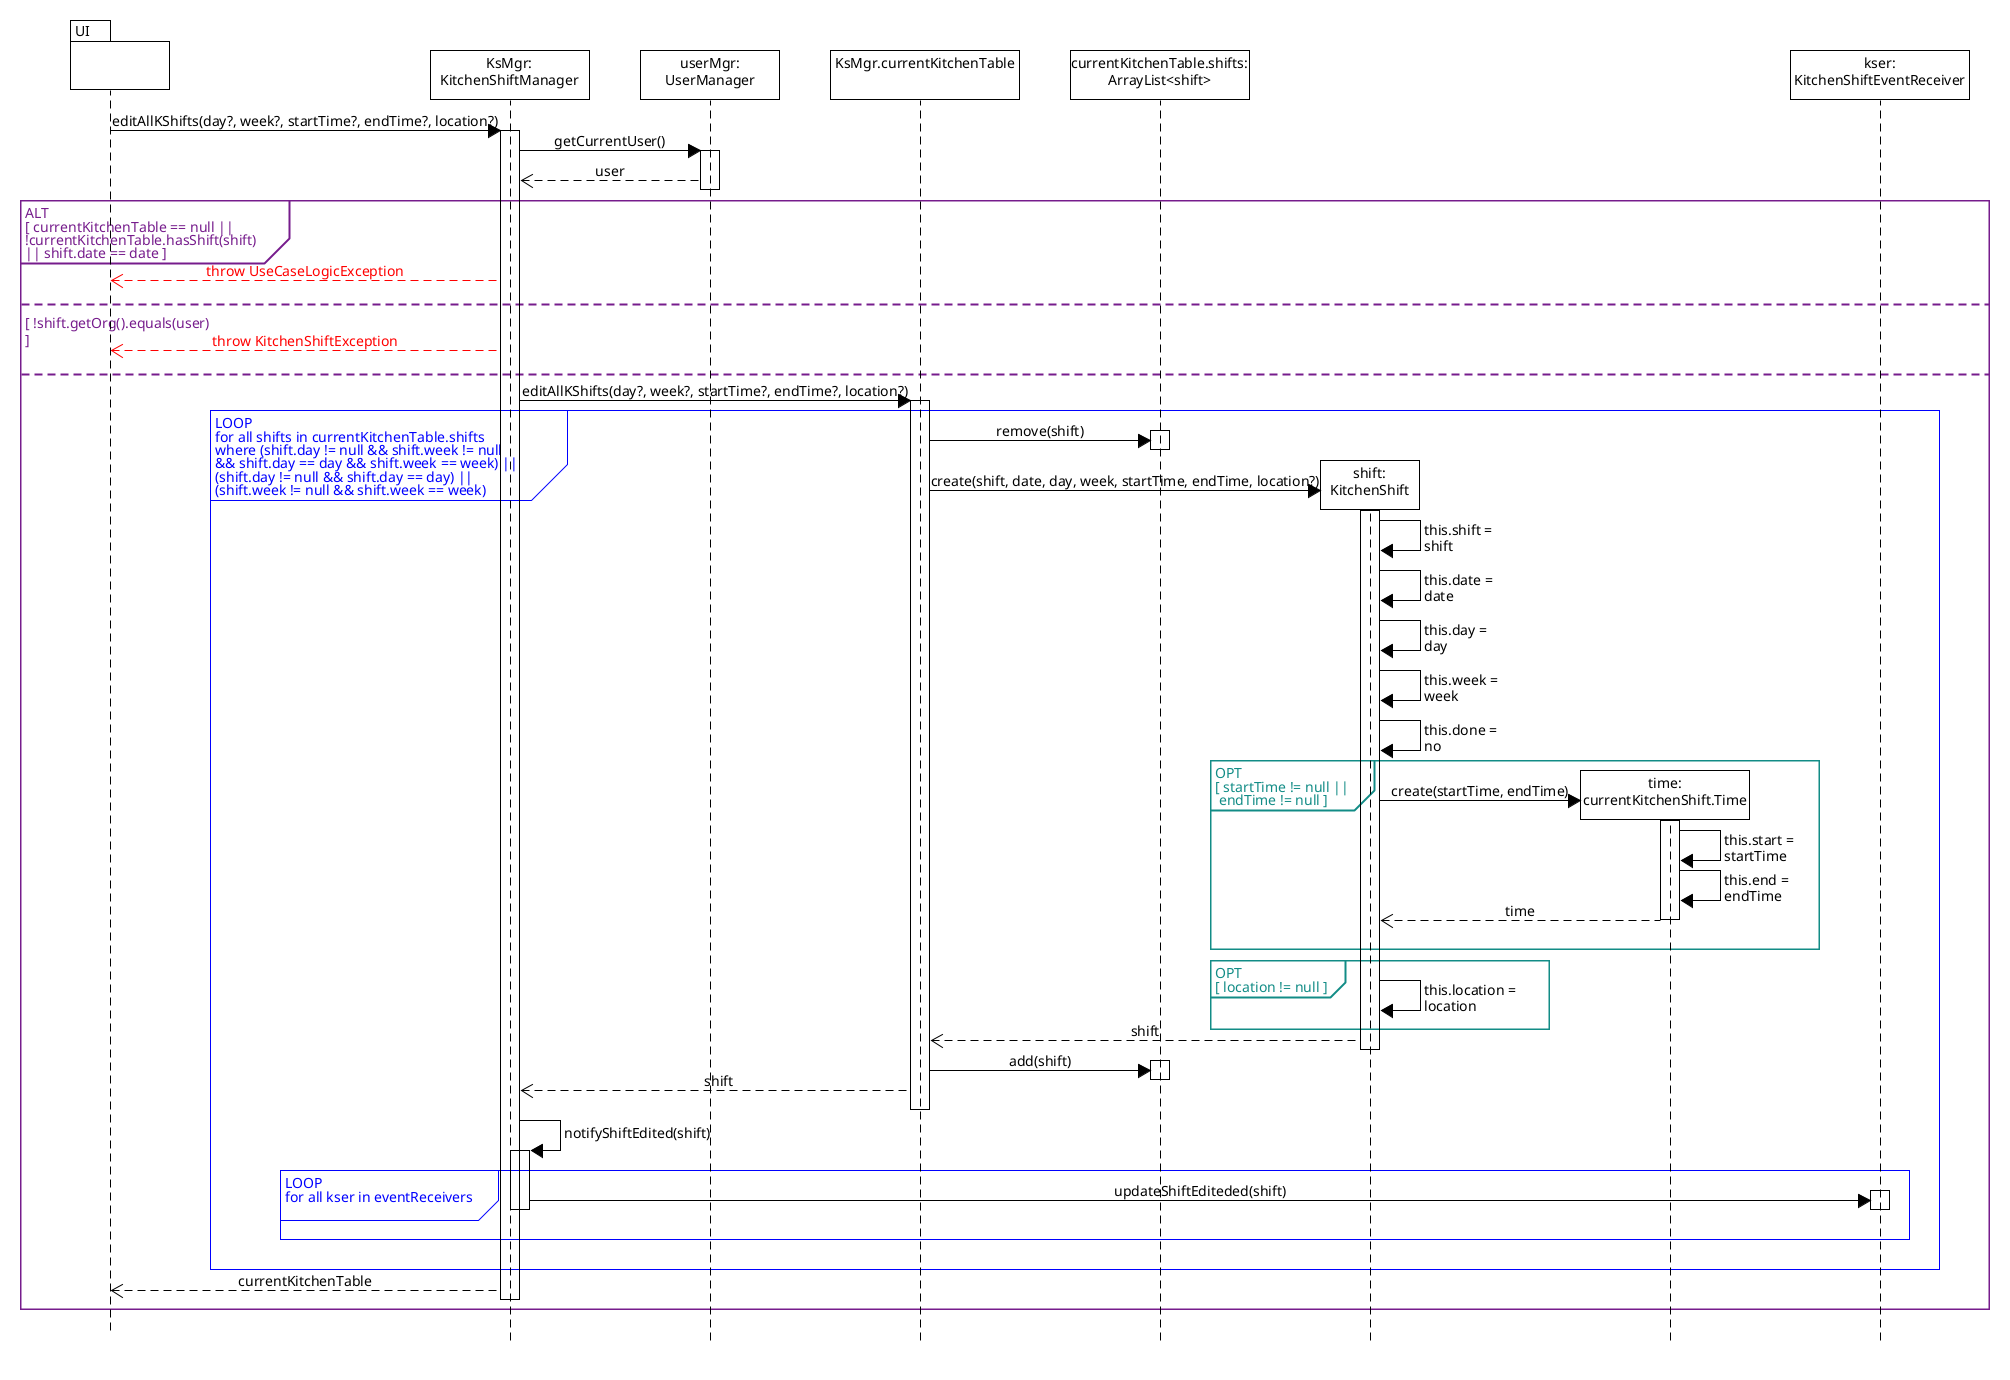 UI
KsMgr:
KitchenShiftManager
userMgr:
UserManager
KsMgr.currentKitchenTable
currentKitchenTable.shifts:
ArrayList<shift>
kser:
KitchenShiftEventReceiver
editAllKShifts(day?, week?, startTime?, endTime?, location?)
getCurrentUser()
user
ALT
[ currentKitchenTable == null ||
!currentKitchenTable.hasShift(shift)
|| shift.date == date ]
throw UseCaseLogicException
[ !shift.getOrg().equals(user)
]
throw KitchenShiftException
editAllKShifts(day?, week?, startTime?, endTime?, location?)
LOOP
for all shifts in currentKitchenTable.shifts
where (shift.day != null && shift.week != null
&& shift.day == day && shift.week == week) ||
(shift.day != null && shift.day == day) ||
(shift.week != null && shift.week == week)
remove(shift)
create(shift, date, day, week, startTime, endTime, location?)
shift:
KitchenShift
this.shift =
shift
this.date =
date
this.day =
day
this.week =
week
this.done =
no
OPT
[ startTime != null ||
endTime != null ]
create(startTime, endTime)
time:
currentKitchenShift.Time
this.start =
startTime
this.end =
endTime
time
OPT
[ location != null ]
this.location =
location
shift
add(shift)
shift
notifyShiftEdited(shift)
LOOP
for all kser in eventReceivers
updateShiftEditeded(shift)
currentKitchenTable